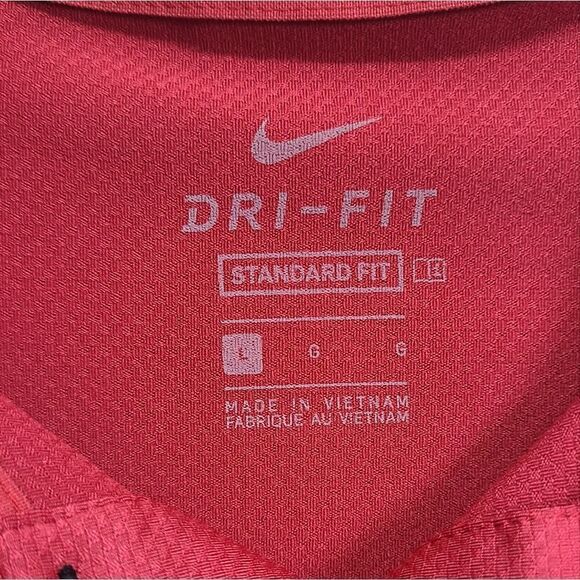 DRI-FIT
STANDARD FIT
L G G
MADE IN VIETNAM
FABRIQUE AU VIETNAM